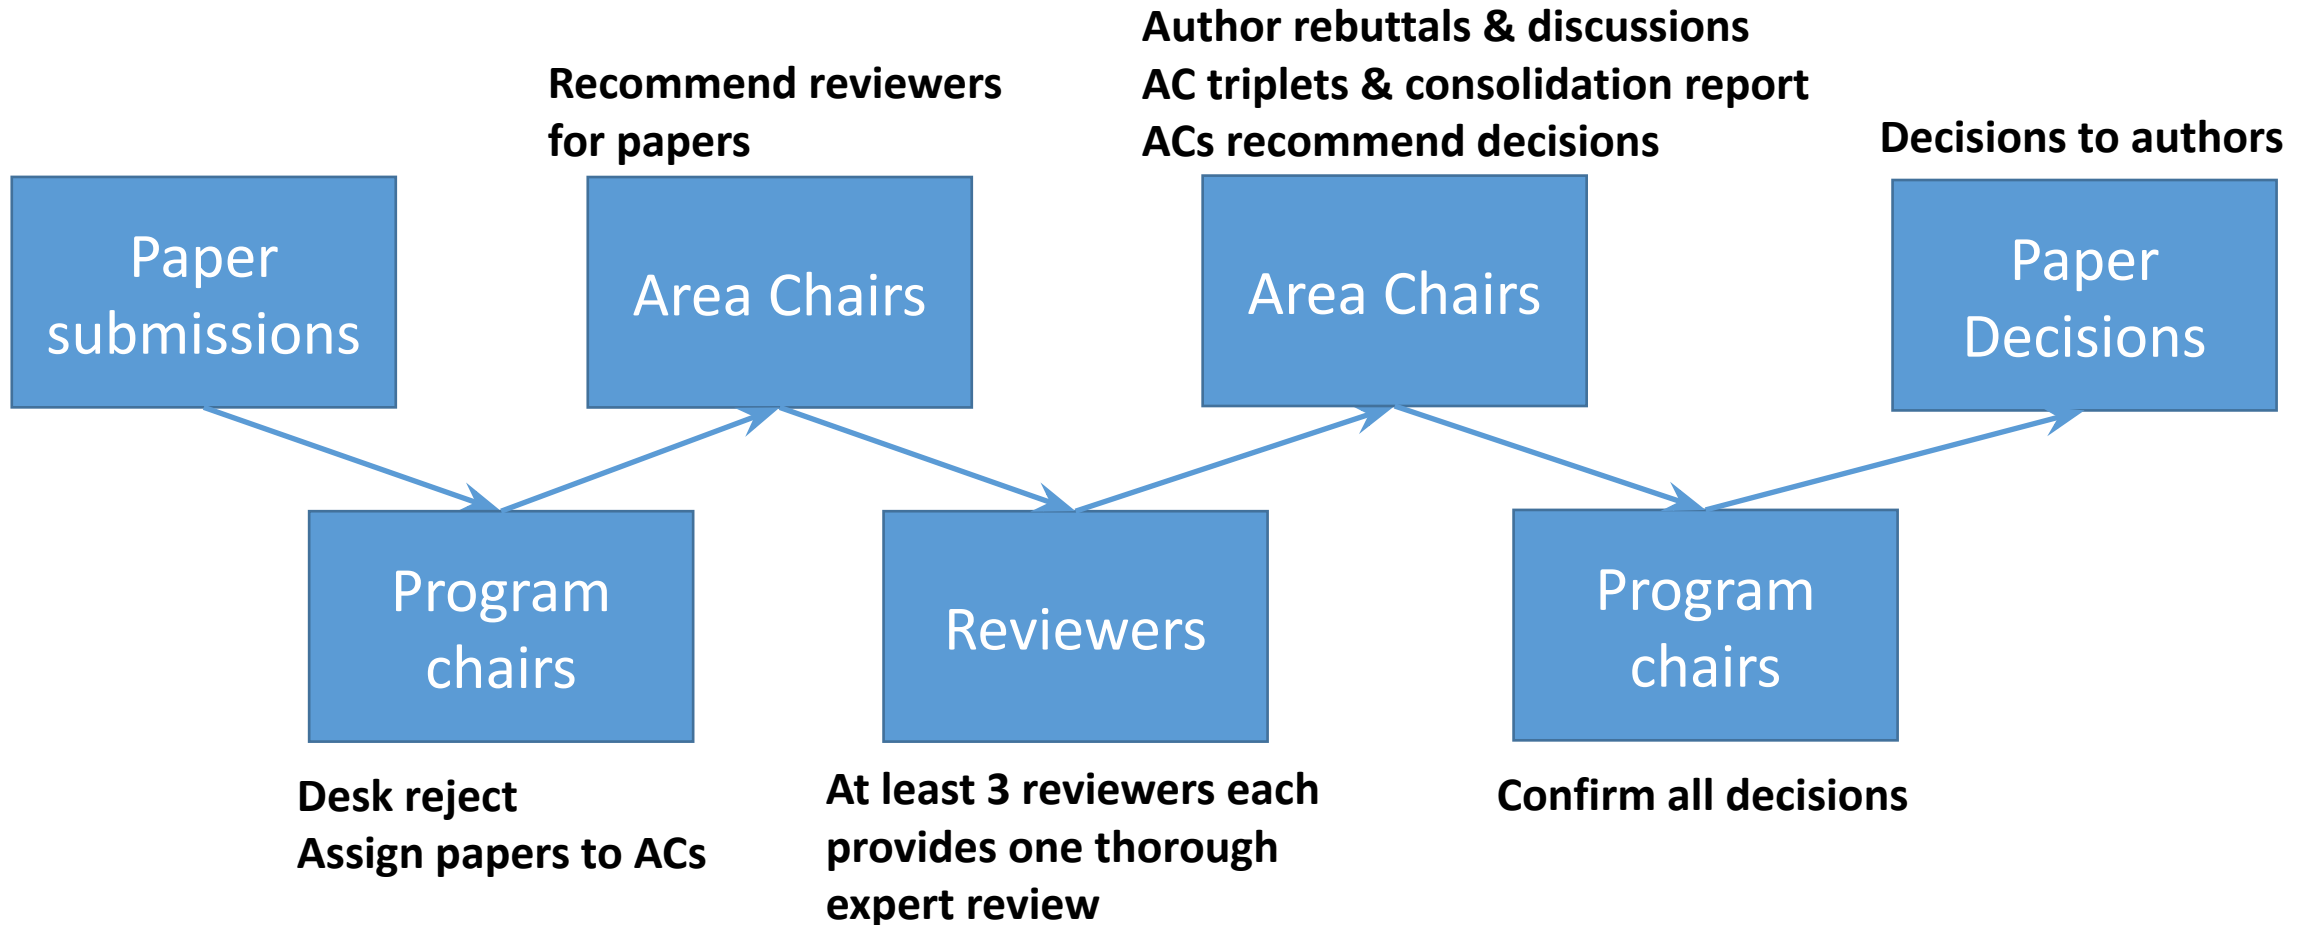 Author rebuttals & discussions
AC triplets & consolidation report
ACs recommend decisions
Recommend reviewers
for papers
Decisions to authors
Paper
submissions
Area Chairs
Area Chairs
Paper
Decisions
Program
chairs
Reviewers
Program
chairs
Desk reject
Assign papers to ACs
At least 3 reviewers each
provides one thorough
expert review
Confirm all decisions